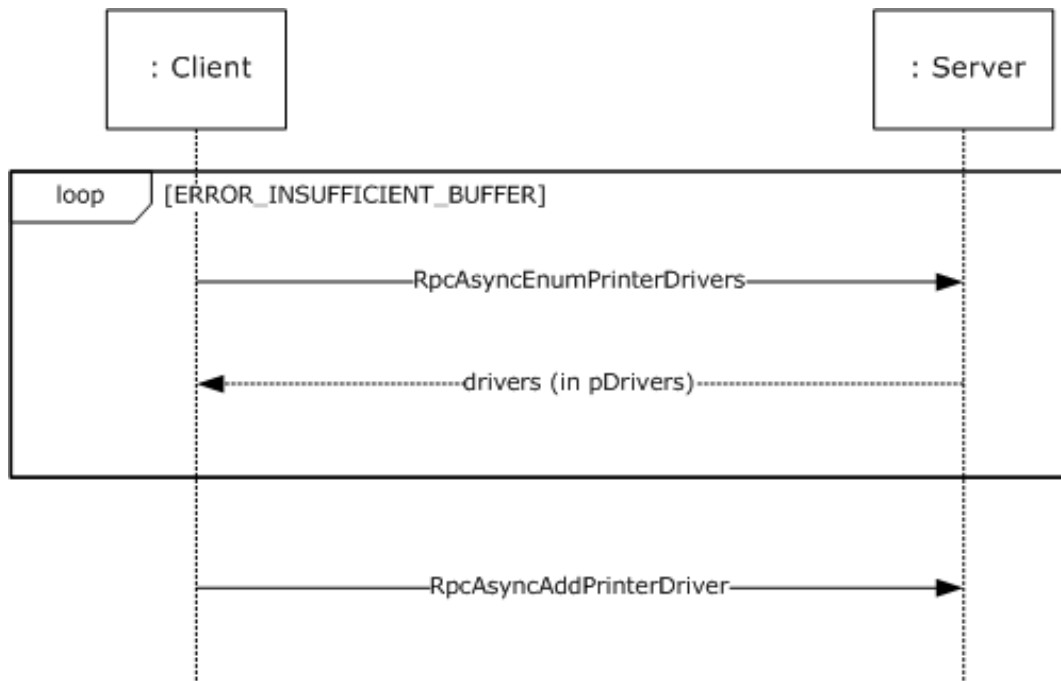 : Client
: Server
loop
[ERROR_INSUFFICIENT_BUFFER]
RpcAsyncEnumPrinterDrivers
drivers (in pDrivers)
RpcAsyncAddPrinterDriver